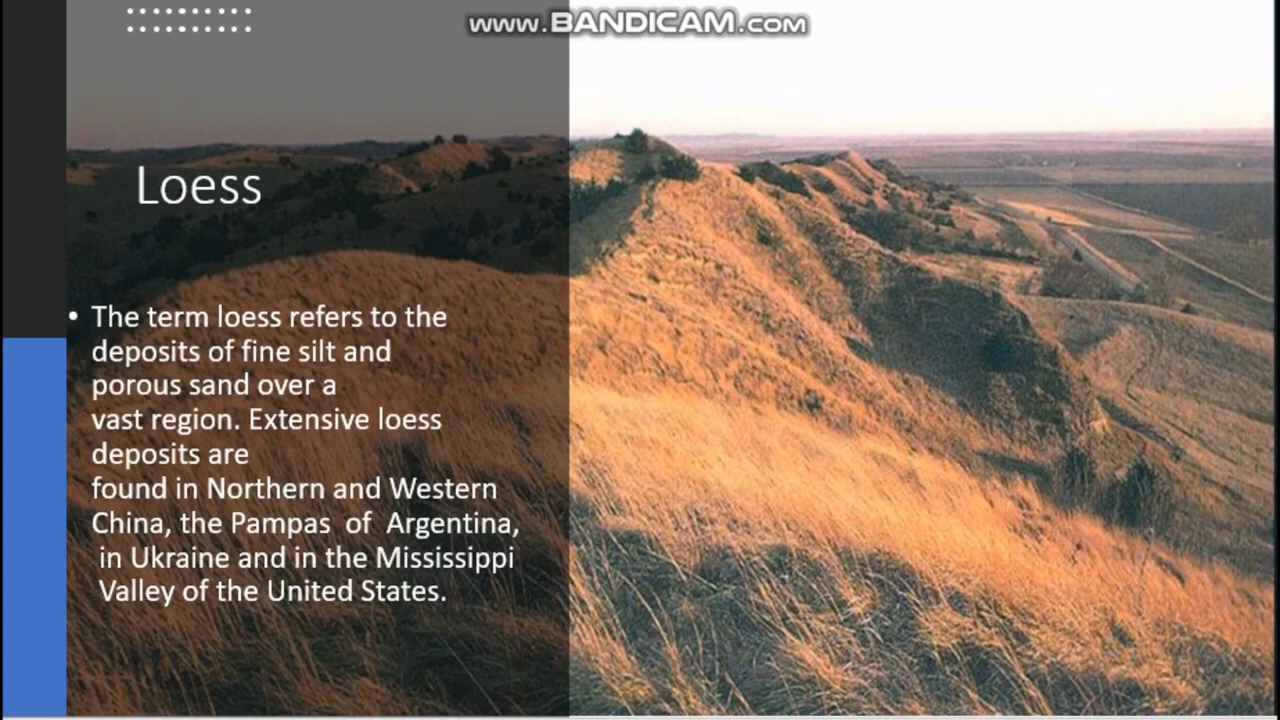 www.BANDICAM.com
Loess
• The term loess refers to the
deposits of fine silt and
porous sand over a
vast region. Extensive loess
deposits are
found in Northern and Western
China, the Pampas of Argentina,
in Ukraine and in the Mississippi
Valley of the United States.